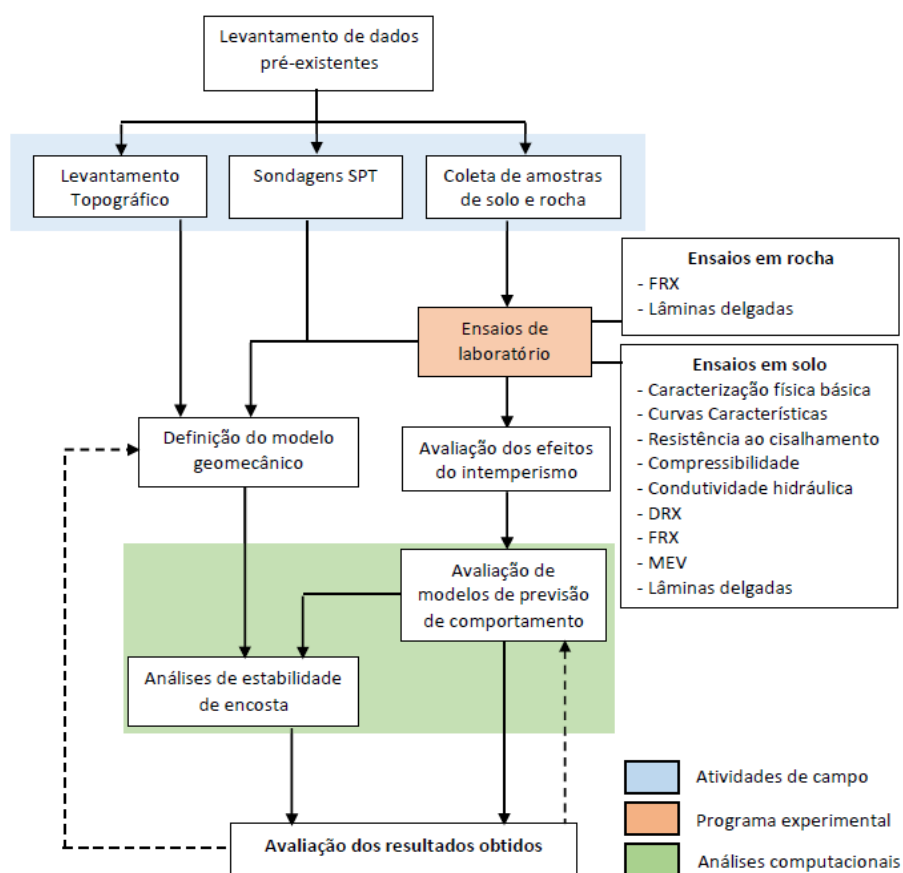 Levantamento de dados
pré-existentes
Levantamento
Topográfico
Sondagens SPT
Coleta de amostras
de solo e rocha
Ensaios em rocha
- FRX
- Lâminas delgadas
Ensaios de
laboratório
Ensaios em solo
- Caracterização física básica
- Curvas Características
- Resistência ao cisalhamento
- Compressibilidade
- Condutividade hidráulica
- DRX
- FRX
- MEV
- Lâminas delgadas
Definição do modelo
geomecânico
Avaliação dos efeitos
do intemperismo
Avaliação de
modelos de previsão
de comportamento
Análises de estabilidade
de encosta
Avaliação dos resultados obtidos
Atividades de campo
Programa experimental
Análises computacionais